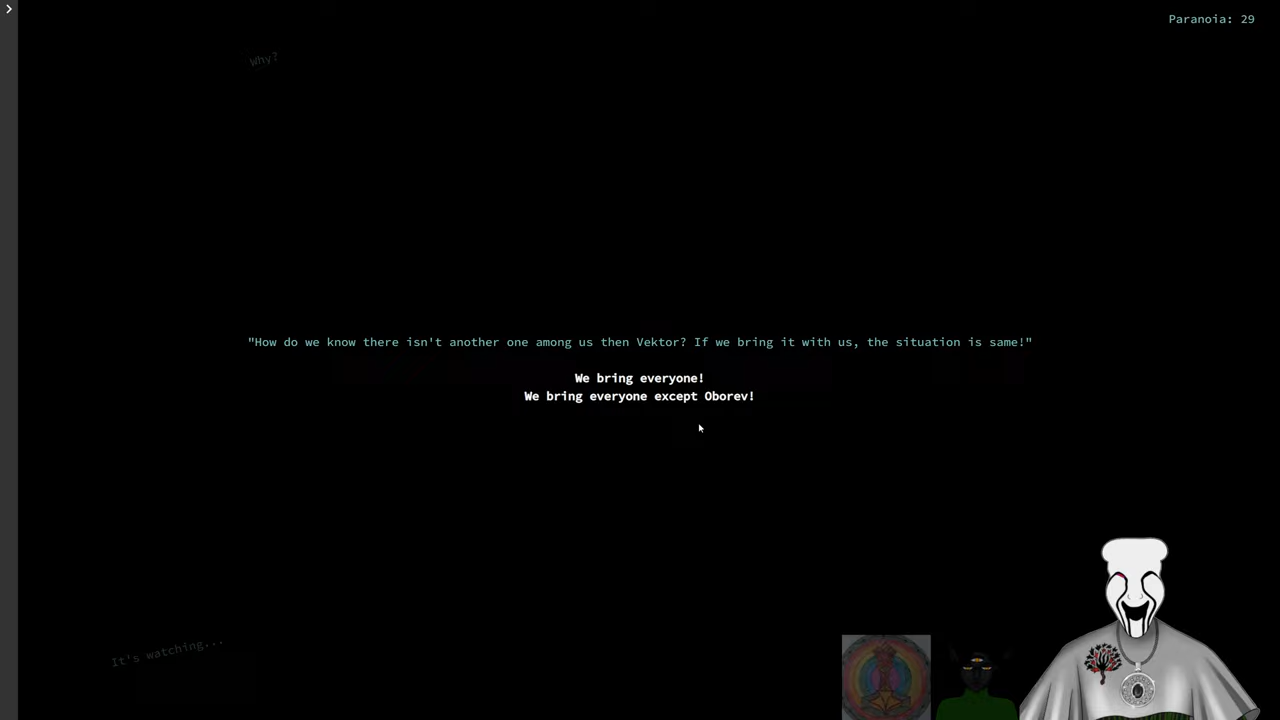 Paranoia: 29
Why?
"How do we know there isn't another one among us then Vektor? If we bring it with us, the situation is same!"
We bring everyone!
We bring everyone except Oborev!
It's watching...